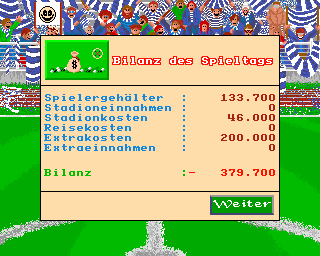 Bilanz des Spieltags
Spielergehälter : 133.700
Stadioneinnahmen : 0
Stadionkosten : 46.000
Reisekosten : 0
Extrakosten : 200.000
Extraeinnahmen : 0
Bilanz :- 379.700
Weiter